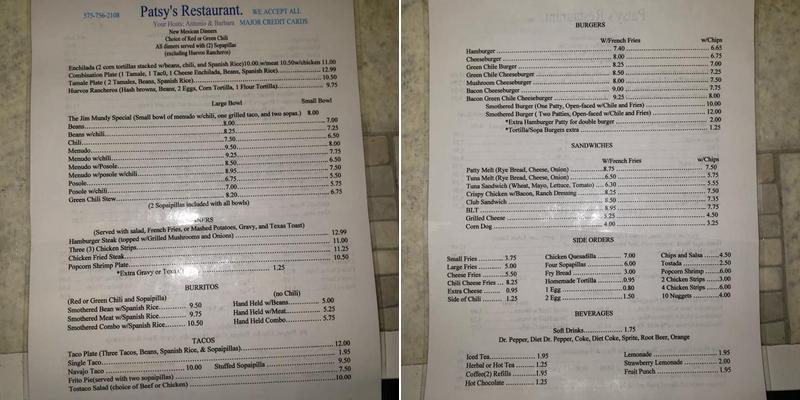 575-756-2108
Patsy's Restaurant.
WE ACCEPT ALL
MAJOR CREDIT CARDS
Your Hosts: Antonio & Barbara
New Mexican Dinners
Choice of Red or Green Chili
All dinners served with (2) Sopapillas
(excluding Huevos Rancheros)
Enchilada (2 corn tortillas stacked w/beans, chili, and Spanish Rice)10.00.w/meat 10.50w/chicken 11.00
Combination Plate (1 Tamale, 1 Taco, 1 Cheese Enchilada, Beans, Spanish Rice). 12.99
Tamale Plate ( 2 Tamales, Beans, Spanish Rice). 10.50
Huevos Rancheros (Hash browns, Beans, 2 Eggs, Corn Tortilla, 1 Flour Tortilla). 9.75
Large Bowl Small Bowl
The Jim Mundy Special (Small bowl of menudo w/chili, one grilled taco, and two sopas.) 8.00
Beans 8.00 7.00
Beans w/chili 8.25 7.25
Chili 7.50 6.50
Menudo 9.50 8.00
Menudo w/chili 9.25 7.75
Menudo w/Posole 8.50 6.50
Menudo w/posole w/chili 8.95 7.50
Posole 6.75 5.50
Posole w/chili 7.00 5.75
Green Chili Stew 8.20 6.75
(2 Sopapillas included with all bowls)
(Served with salad, French Fries, or Mashed Potatoes, Gravy, and Texas Toast)
Hamburger Steak (topped w/Grilled Mushrooms and Onions) 12.99
Three (3) Chicken Strips 11.00
Chicken Fried Steak 11.25
Popcorn Shrimp Plate 10.50
*Extra Gravy or Texas 1.25
BURRITOS
(Red or Green Chili and Sopapilla) (no Chili)
Smothered Bean w/Spanish Rice 9.50 Hand Held w/Beans 5.00
Smothered Meat w/Spanish Rice 9.75 Hand Held w/Meat 5.25
Smothered Combo w/Spanish Rice 10.50 Hand Held Combo 5.75
TACOS
Taco Plate (Three Tacos, Beans, Spanish Rice, & Sopapilla) 12.00
Single Taco 1.95
Navajo Taco 10.00 Stuffed Sopapilla 9.50
Frito Pie(served with two sopapillas) 7.50
Tostaco Salad (choice of Beef or Chicken) 10.00
BURGERS
W/French Fries w/Chips
Hamburger 7.40 6.65
Cheeseburger 8.00 6.75
Green Chile Burger 8.25 7.00
Green Chile Cheeseburger 8.50 7.25
Mushroom Cheeseburger 8.00 7.50
Bacon Cheeseburger 9.00 7.75
Bacon Green Chile Cheeseburger 9.25 8.00
Smothered Burger (One Patty, Open-faced w/Chile and Fries) 10.00
Smothered Burger ( Two Patties, Open-faced w/Chile and Fries) 12.00
*Extra Hamburger Patty for double burger 2.00
*Tortilla/Sopa Burgers extra 1.25
SANDWICHES
W/French Fries w/Chips
Patty Melt (Rye Bread, Cheese, Onion) 8.75 7.50
Tuna Melt (Rye Bread, Cheese, Onion) 6.50 5.75
Tuna Sandwich (Wheat, Mayo, Lettuce, Tomato) 6.30 5.55
Crispy Chicken w/Bacon, Ranch Dressing 8.25 7.50
Club Sandwich 8.50 7.35
BLT 8.95 7.75
Grilled Cheese 5.25 4.50
Corn Dog 4.00 3.25
SIDE ORDERS
Small Fries 3.75 Chicken Quesadilla 7.00 Chips and Salsa 4.50
Large Fries 5.00 Four Sopapillas 6.00 Tostada 2.50
Cheese Fries 5.50 Fry Bread 3.00 Popcorn Shrimp 6.00
Chili Cheese Fries 8.25 Homemade Tortilla .0.95 2 Chicken Strips 3.00
Extra Cheese 0.95 1 Egg 0.80 4 Chicken Strips 6.00
Side of Chili 1.25 2 Egg 1.50 10 Nuggets 4.00
BEVERAGES
Soft Drinks 1.75
Dr. Pepper, Diet Dr. Pepper, Coke, Diet Coke, Sprite, Root Beer, Orange
Iced Tea 1.95 Lemonade 1.95
Herbal or Hot Tea 1.25 Strawberry Lemonade 2.00
Coffee(2) Refills 1.95 Fruit Punch 1.95
Hot Chocolate 1.25